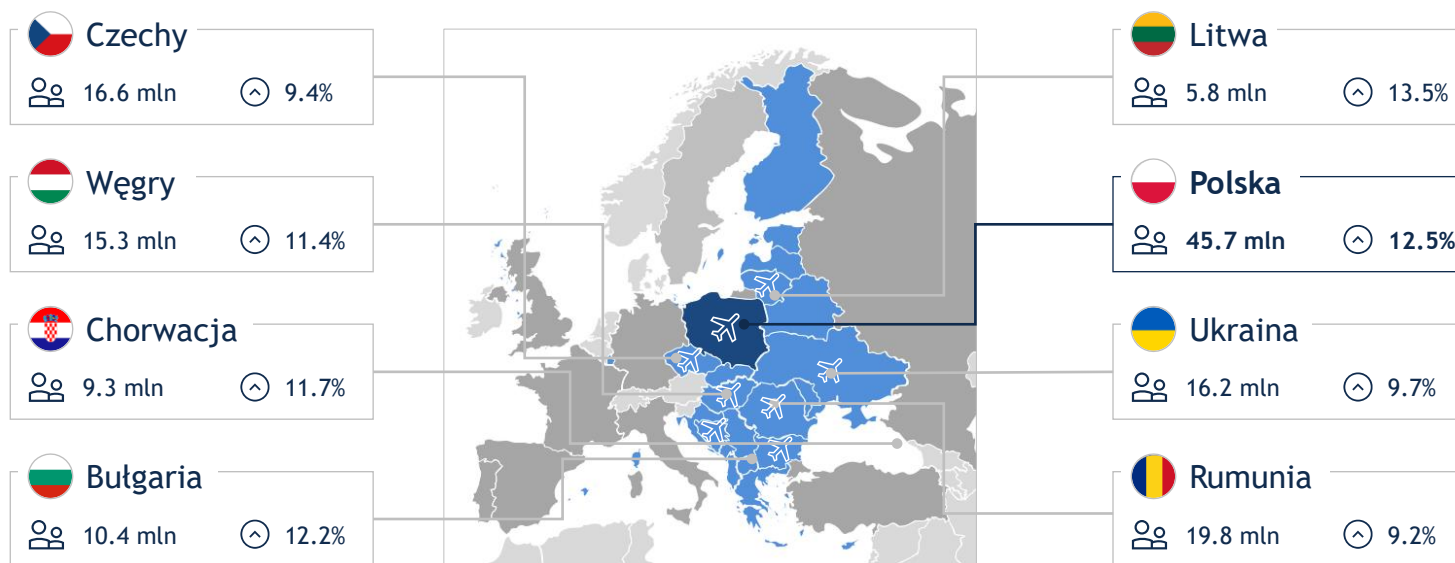 Czechy
16.6 mln 9.4%
Węgry
15.3 mln 11.4%
Chorwacja
9.3 mln 11.7%
Bułgaria
10.4 mln 12.2%
Litwa
5.8 mln 13.5%
Polska
45.7 mln 12.5%
Ukraina
16.2 mln 9.7%
Rumunia
19.8 mln 9.2%